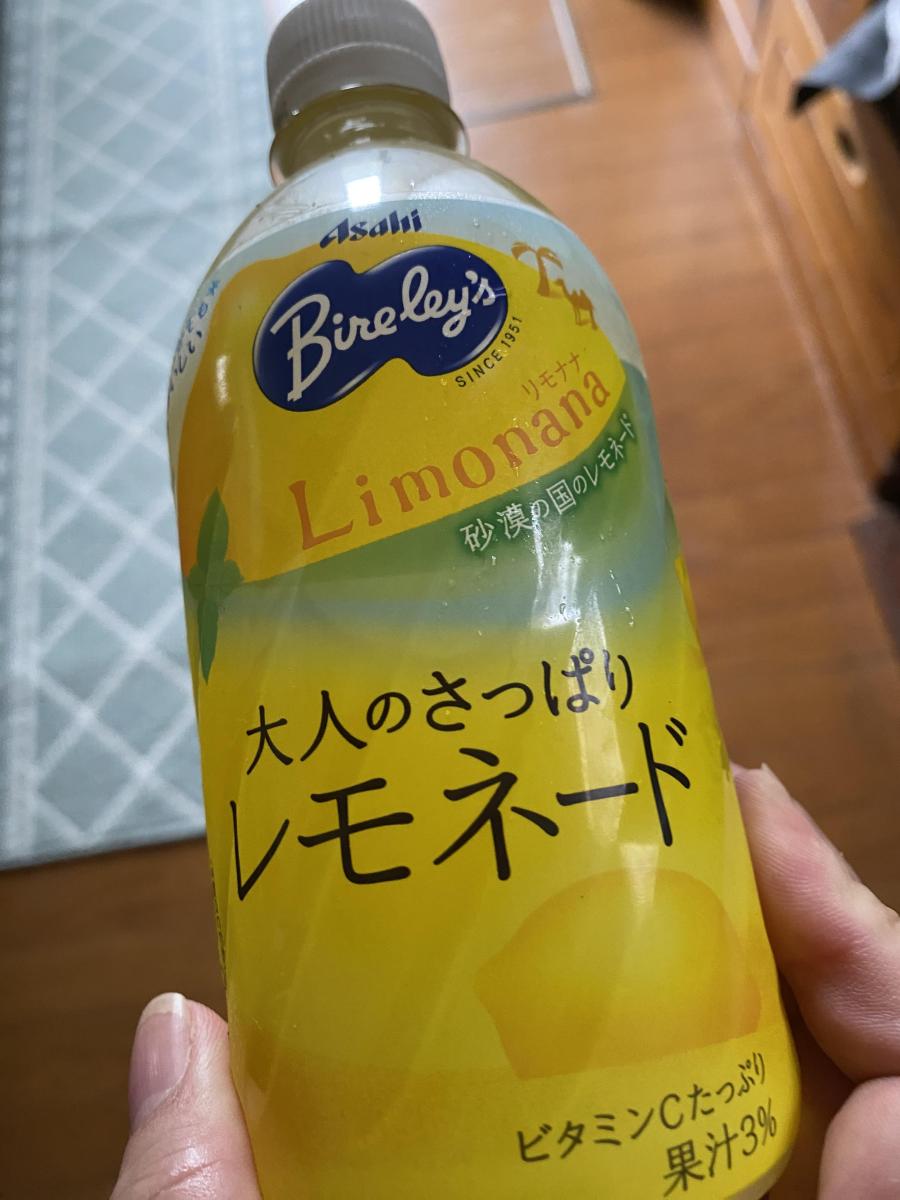 Asahi
Bireley's
SINCE 1951
リモナナ
Limonana
砂漠の国のレモネード
大人のさっぱり
レモネード
ビタミンCたっぷり
果汁3%